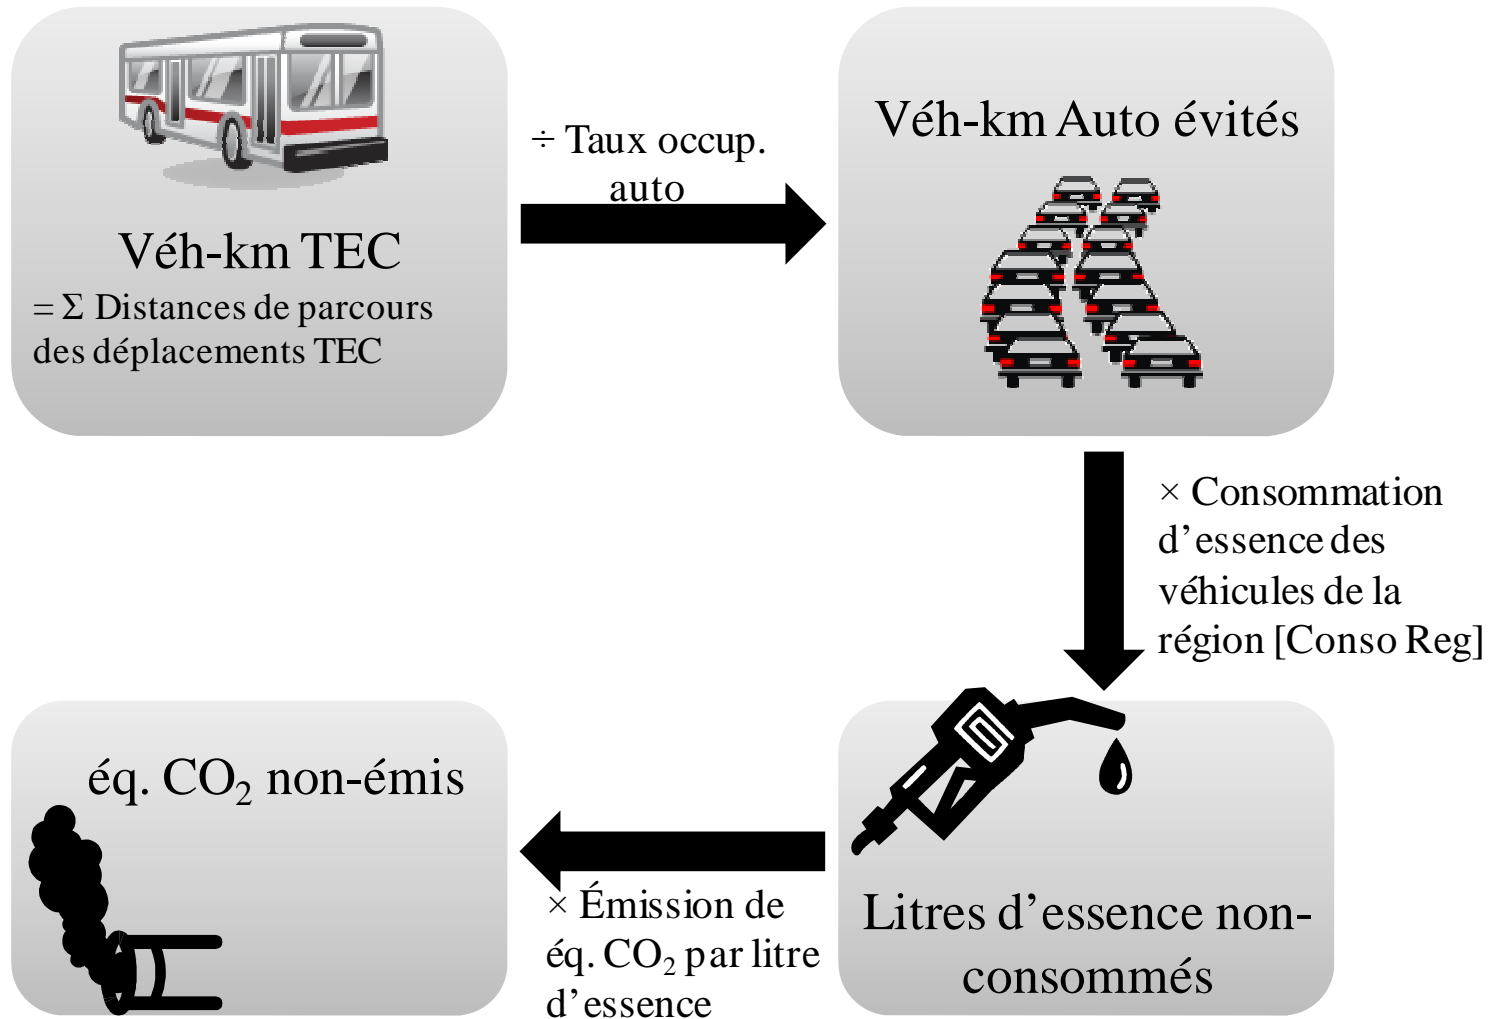 Véh-km TEC
= Σ Distances de parcours
des déplacements TEC
÷ Taux occup.
auto
Véh-km Auto évités
× Consommation
d’essence des
véhicules de la
région [Conso Reg]
Litres d’essence non-
consommés
× Émission de
éq. CO₂ par litre
d’essence
éq. CO₂ non-émis